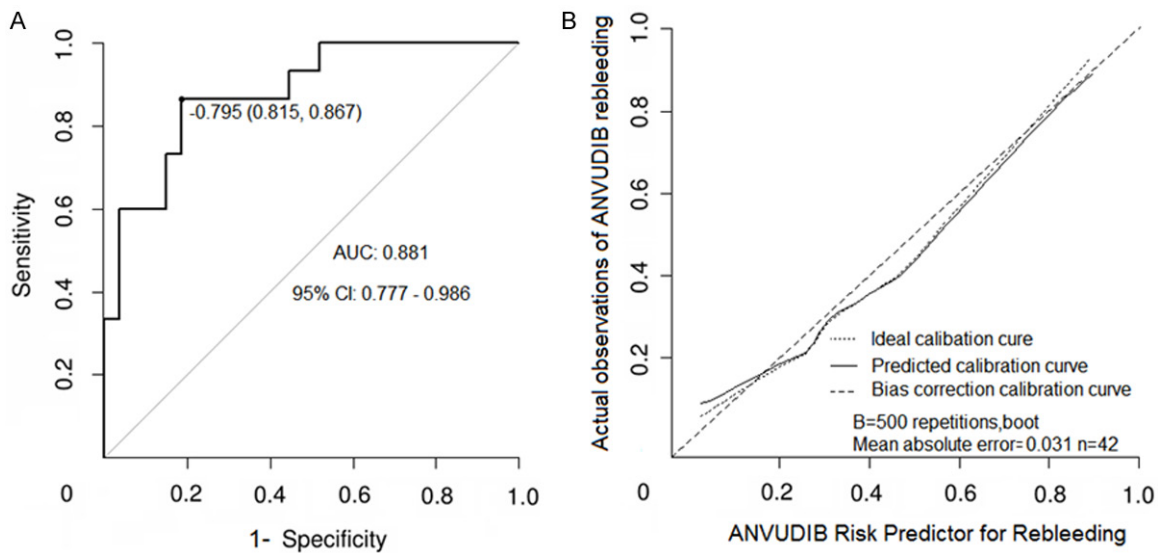 A
1.0
0.8
0.6
0.4
0.2
Sensitivity
-0.795 (0.815, 0.867)
AUC: 0.881
95% CI: 0.777 - 0.986
0
0.2
0.4
0.6
0.8
1.0
1- Specificity
B
1.0
0.8
0.6
0.4
0.2
Actual observations of ANVUDIB rebleeding
Ideal calibation cure
Predicted calibration curve
Bias correction calibration curve
B=500 repetitions,boot
Mean absolute error=0.031 n=42
0
0.2
0.4
0.6
0.8
1.0
ANVUDIB Risk Predictor for Rebleeding